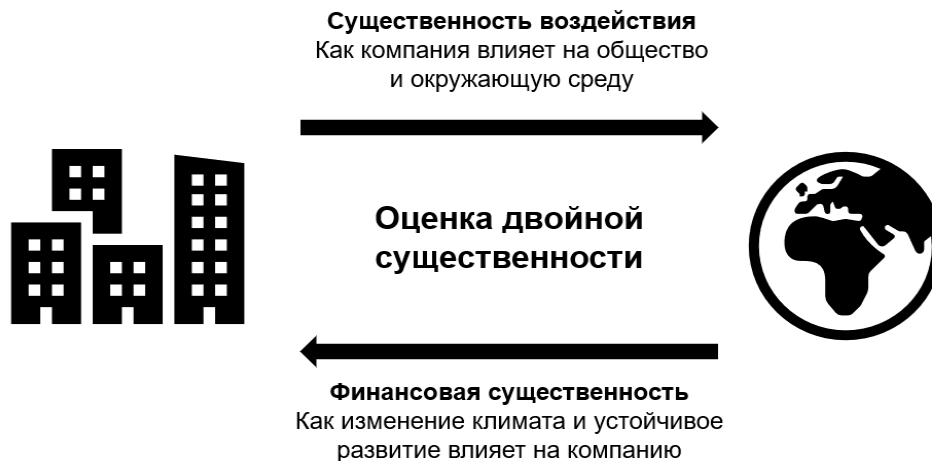 Существенность воздействия
Как компания влияет на общество
и окружающую среду
Оценка двойной
существенности
Финансовая существенность
Как изменение климата и устойчивое
развитие влияет на компанию